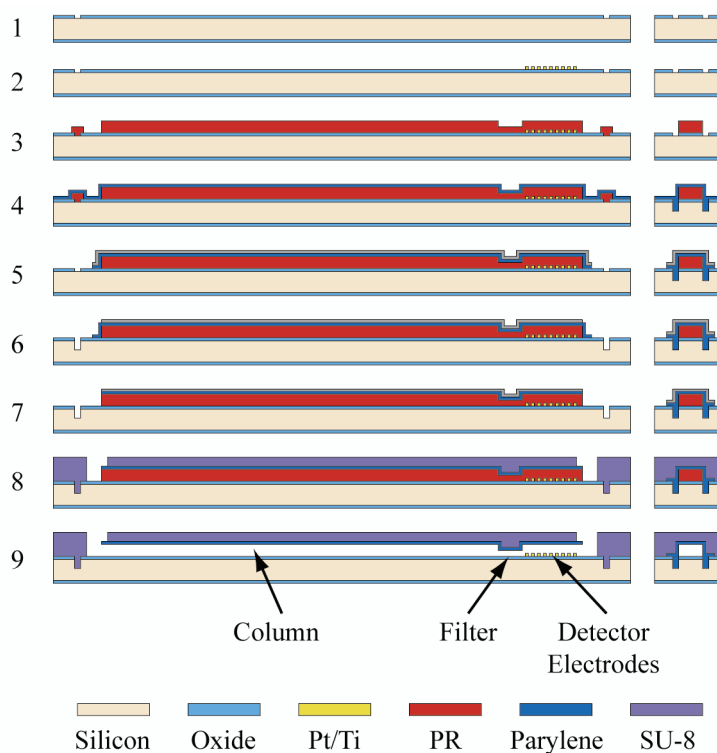 1
2
3
4
5
6
7
8
9
Column
Filter
Detector
Electrodes
Silicon
Oxide
Pt/Ti
PR
Parylene
SU-8